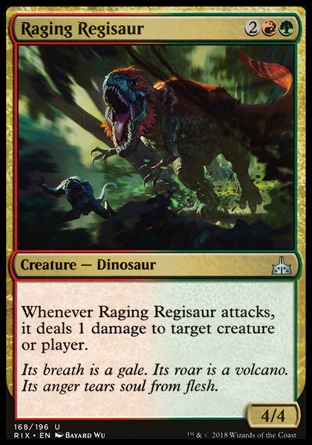 Raging Regisaur 2
Creature — Dinosaur
Whenever Raging Regisaur attacks,
it deals 1 damage to target creature
or player.
Its breath is a gale. Its roar is a volcano.
Its anger tears soul from flesh.
4/4
168/196 U
RIX • EN Bayard Wu ™ & © 2018 Wizards of the Coast